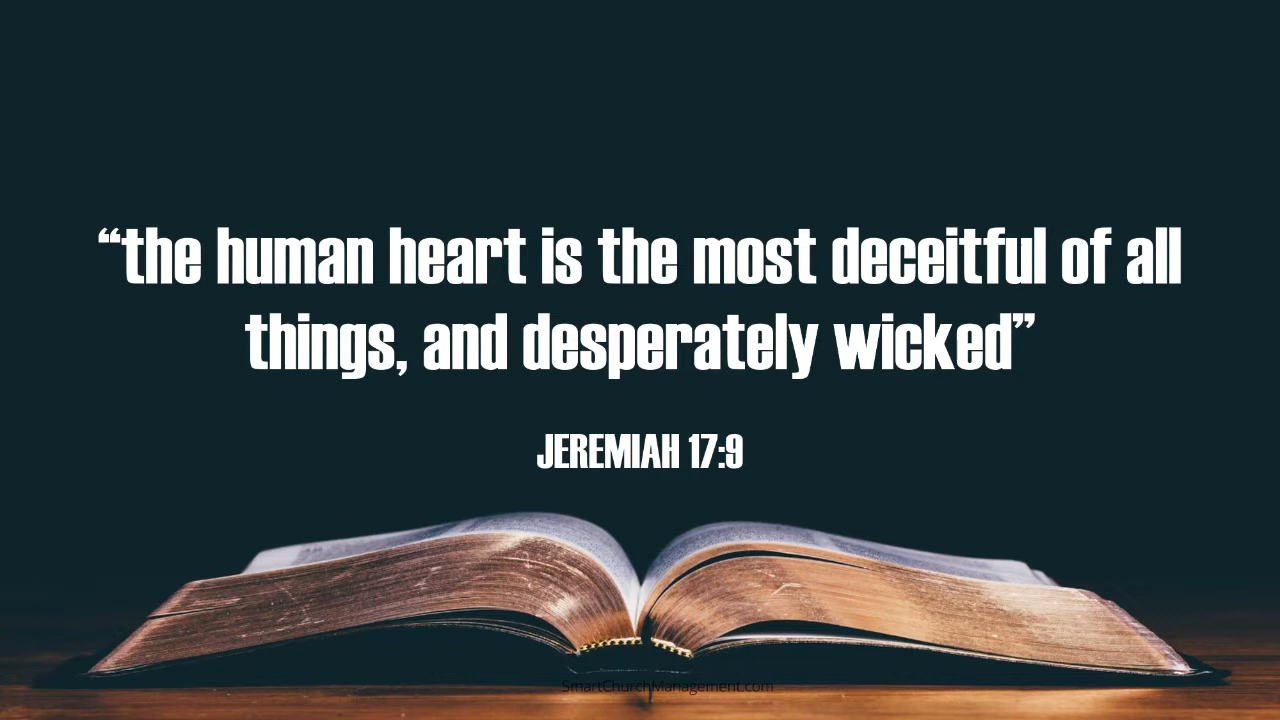 “the human heart is the most deceitful of all
things, and desperately wicked”
JEREMIAH 17:9
SmartChurchManagement.com